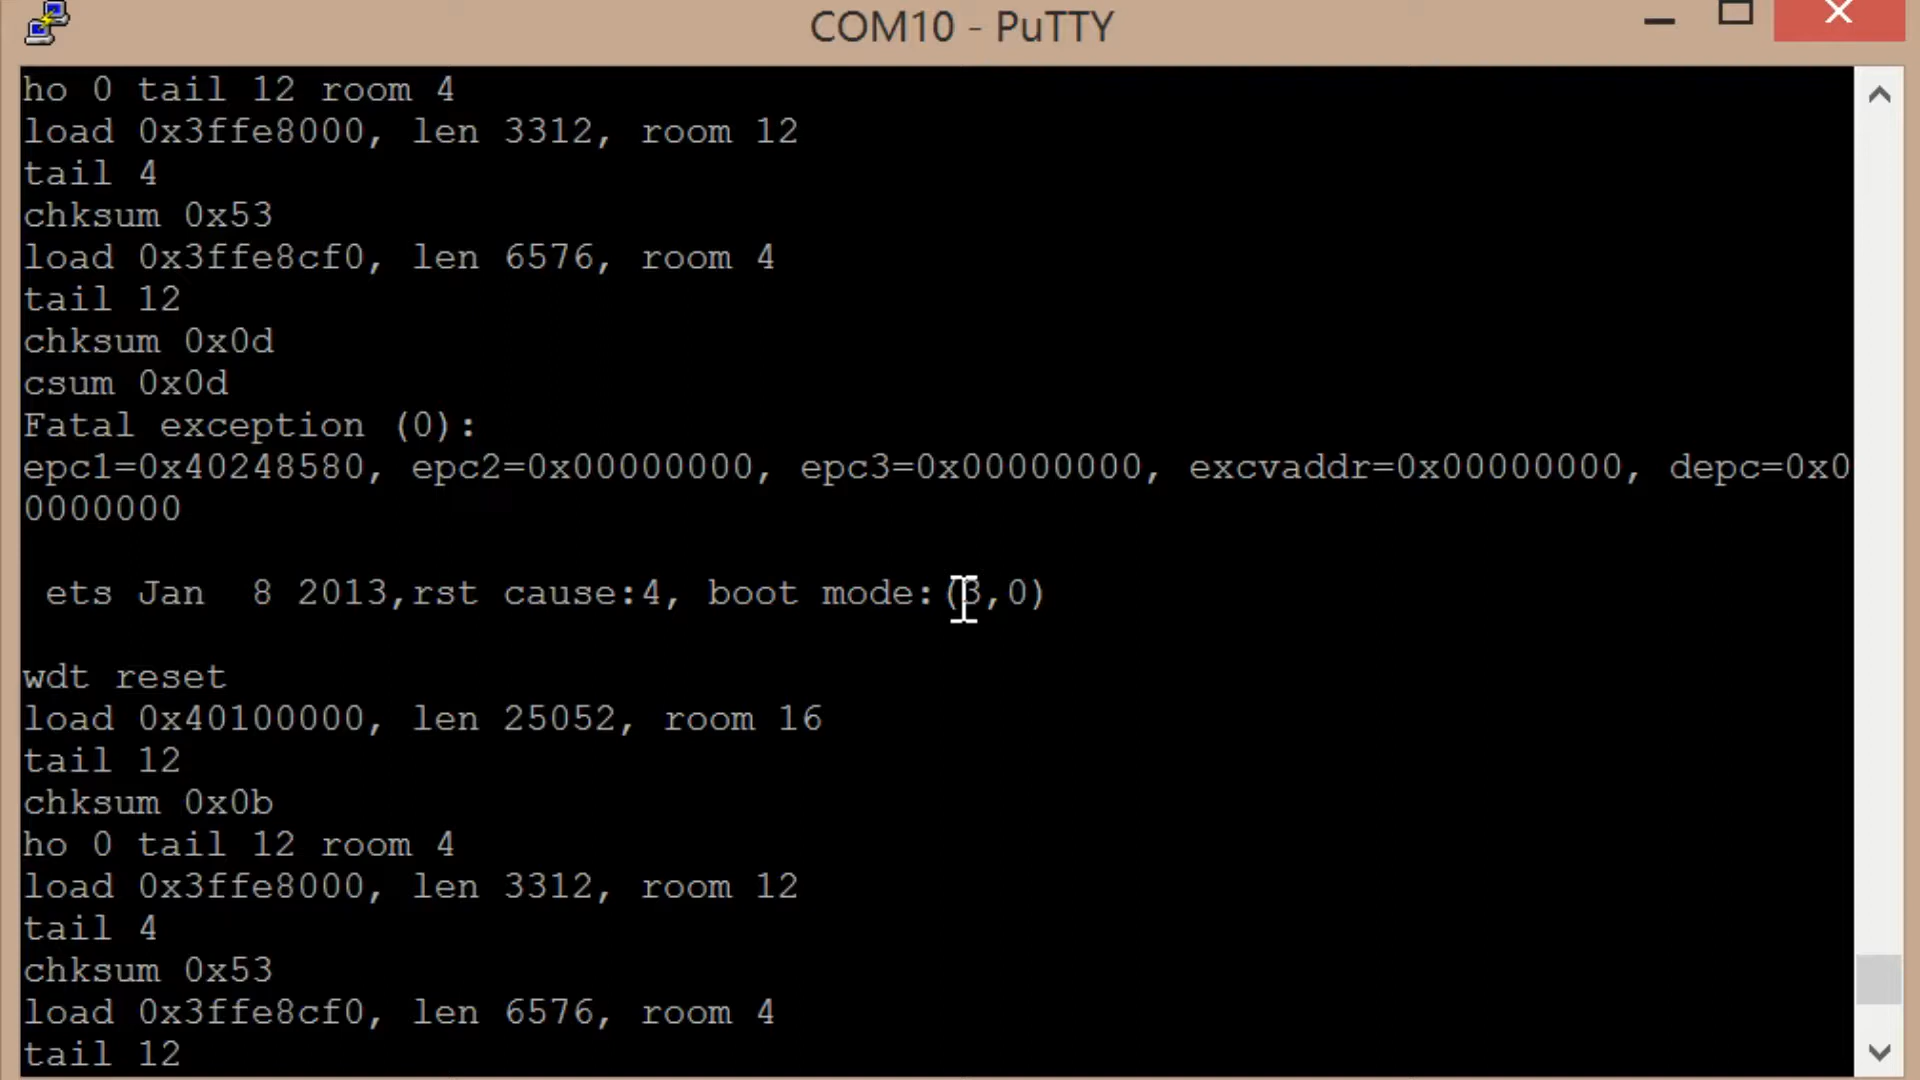 COM10 - PuTTY
ho 0 tail 12 room 4
load 0x3ffe8000, len 3312, room 12
tail 4
chksum 0x53
load 0x3ffe8cf0, len 6576, room 4
tail 12
chksum 0x0d
csum 0x0d
Fatal exception (0):
epc1=0x40248580, epc2=0x00000000, epc3=0x00000000, excvaddr=0x00000000, depc=0x0
0000000
ets Jan  8 2013,rst cause:4, boot mode:(3,0)
wdt reset
load 0x40100000, len 25052, room 16
tail 12
chksum 0x0b
ho 0 tail 12 room 4
load 0x3ffe8000, len 3312, room 12
tail 4
chksum 0x53
load 0x3ffe8cf0, len 6576, room 4
tail 12